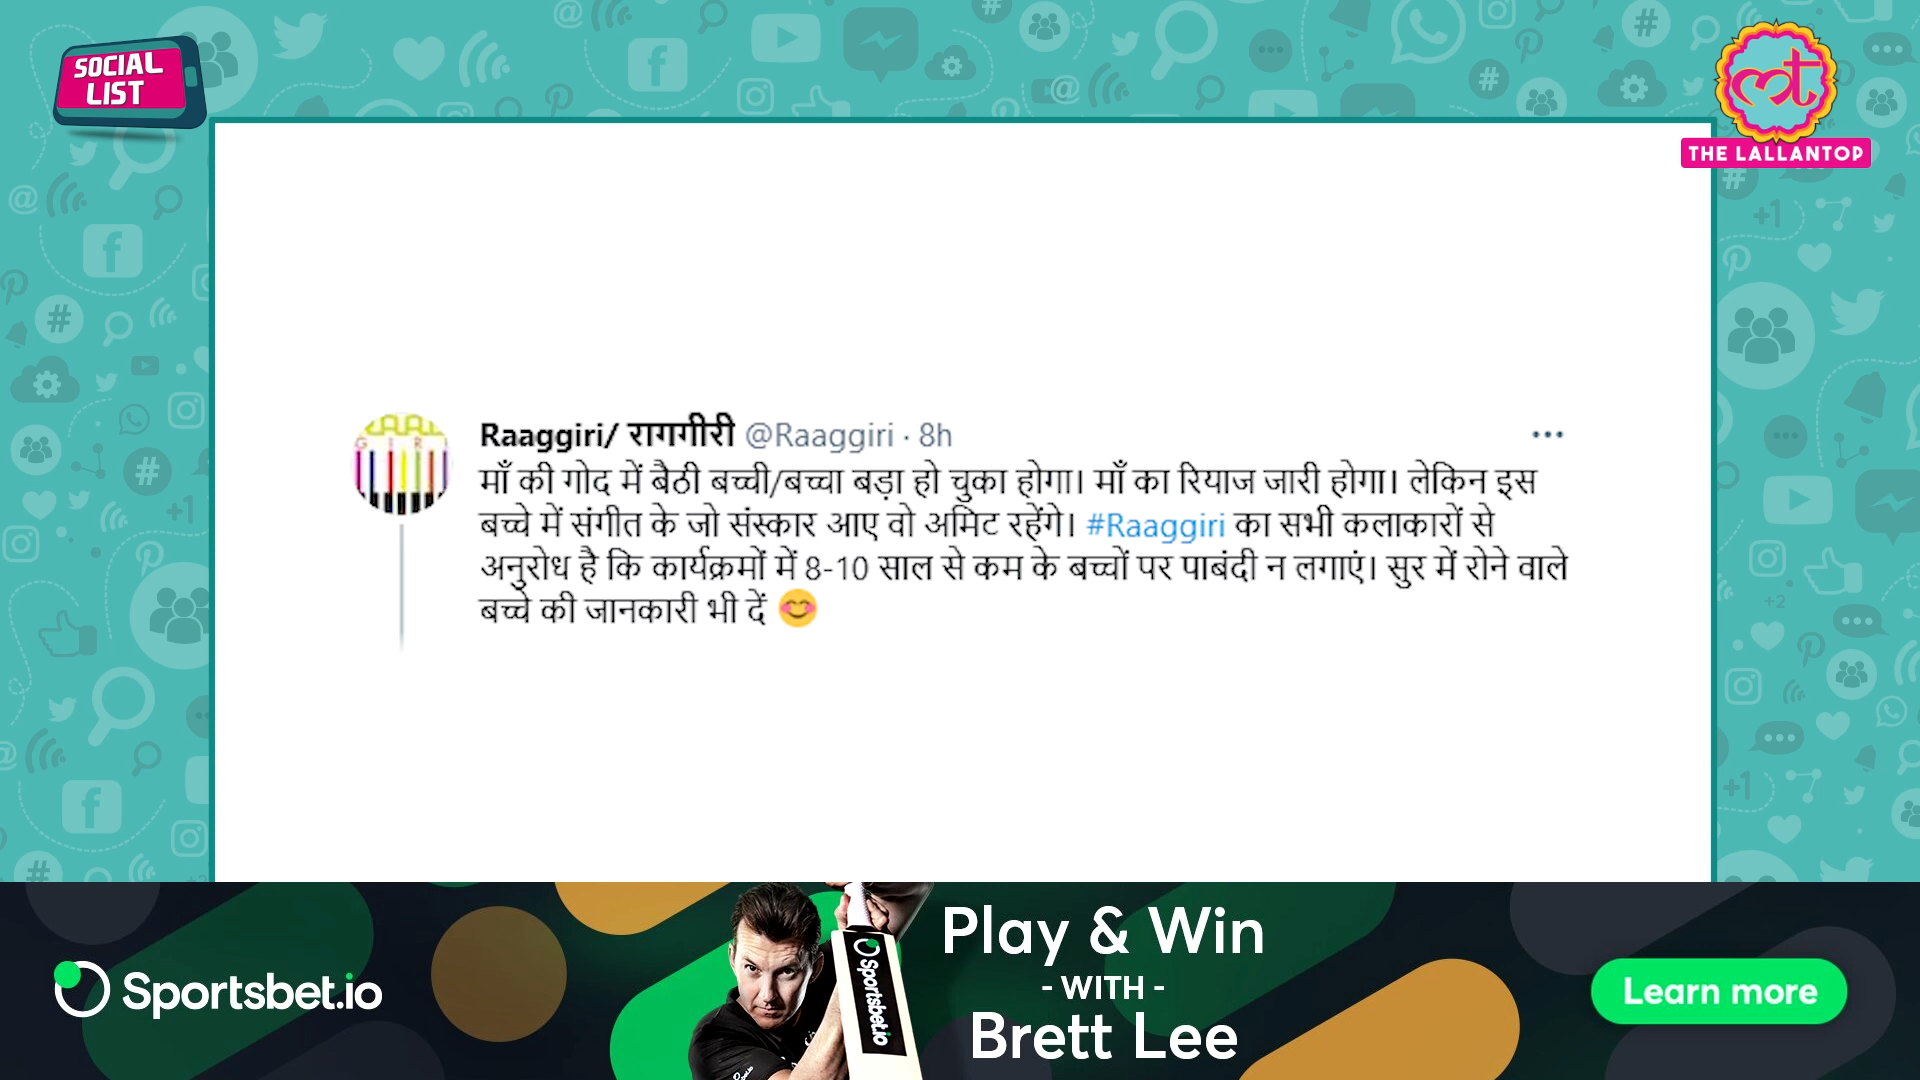 SOCIAL
LIST
THE LALLANTOP
Raaggiri/ रागगीरी @Raaggiri · 8h
माँ की गोद में बैठी बच्ची/बच्चा बड़ा हो चुका होगा। माँ का रियाज जारी होगा। लेकिन इस
बच्चे में संगीत के जो संस्कार आए वो अमिट रहेंगे। #Raaggiri का सभी कलाकारों से
अनुरोध है कि कार्यक्रमों में 8-10 साल से कम के बच्चों पर पाबंदी न लगाएं। सुर में रोने वाले
बच्चे की जानकारी भी दें 😊
Sportsbet.io
Sportsbet.io
Play & Win
- WITH -
Brett Lee
Learn more